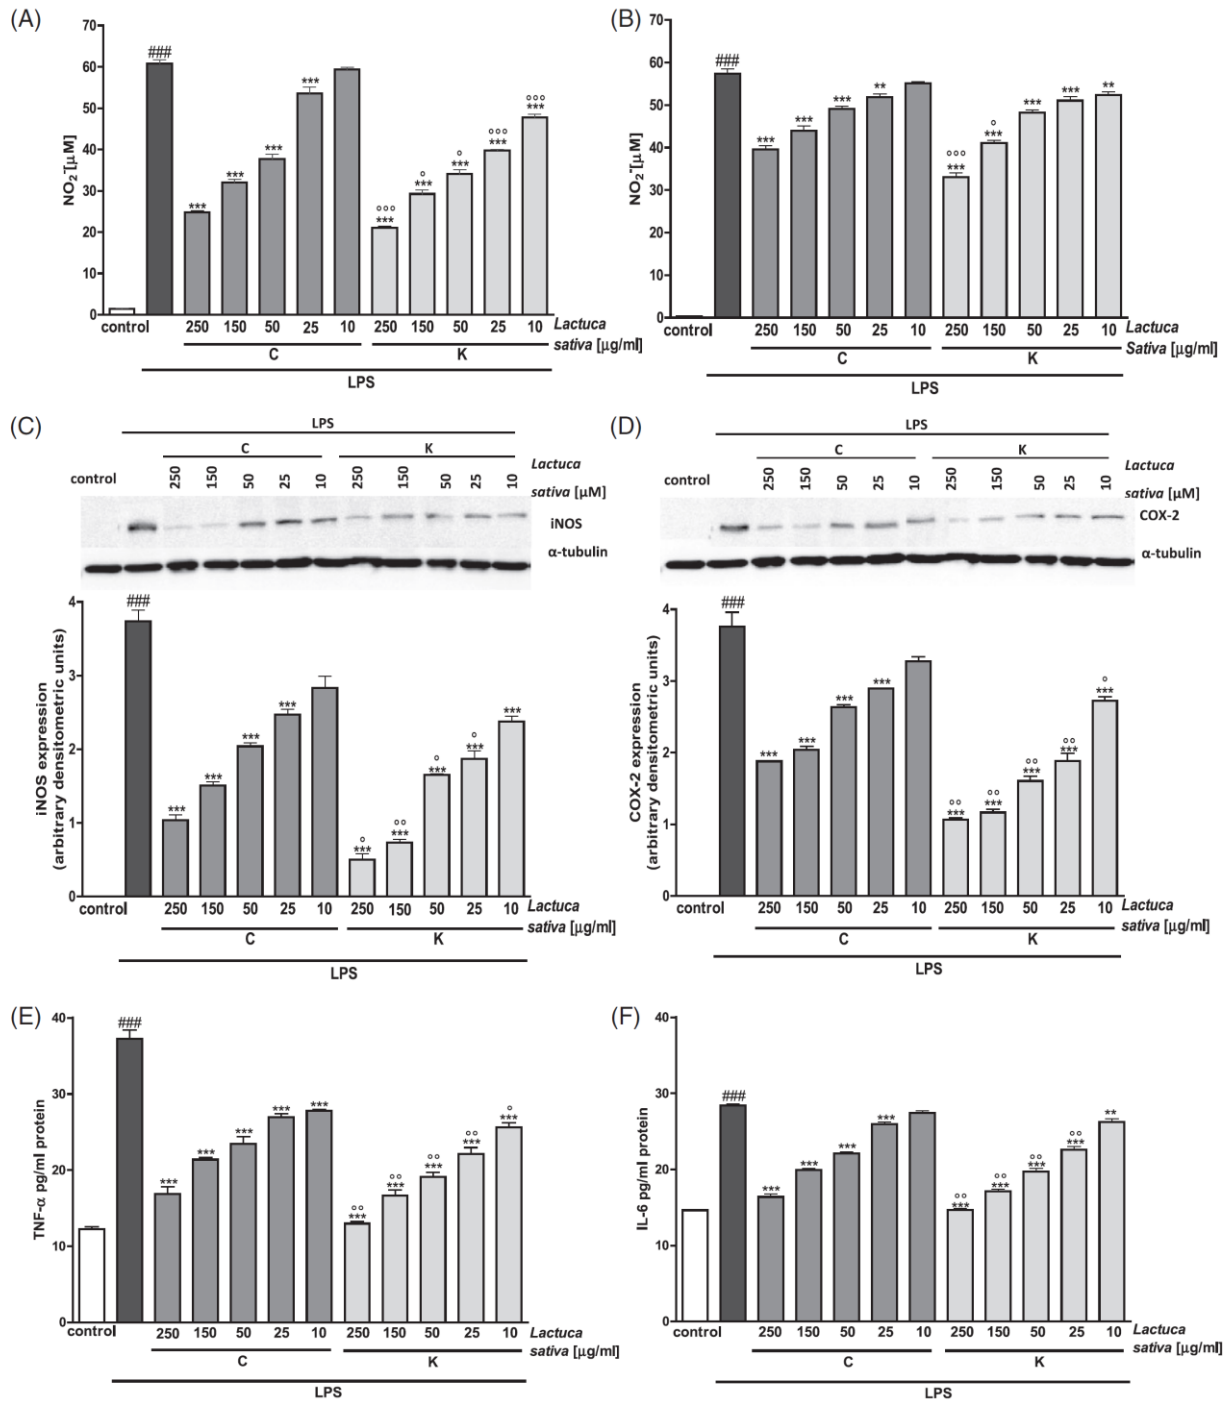 (A)
NO2-[µM]
70
60
50
40
30
20
10
0
###
*** *** *** ***
°°° ° ° °°° °°°
*** *** *** *** ***
control 250 150 50 25 10 250 150 50 25 10 Lactuca
C K sativa [µg/ml]
LPS
(B)
NO2-[µM]
70
60
50
40
30
20
10
0
###
*** *** *** **
°°° °
*** *** *** *** **
control 250 150 50 25 10 250 150 50 25 10 Lactuca
C K Sativa [µg/ml]
LPS
(C)
LPS
C K
control 250 150 50 25 10 250 150 50 25 10 Lactuca
sativa [µM]
iNOS
α-tubulin
iNOS expression
(arbitrary densitometric units)
4
3
2
1
0
###
*** *** *** ***
° °° ° °
*** *** *** *** ***
control 250 150 50 25 10 250 150 50 25 10 Lactuca
C K sativa [µg/ml]
LPS
(D)
LPS
C K
control 250 150 50 25 10 250 150 50 25 10 Lactuca
sativa [µM]
COX-2
α-tubulin
COX-2 expression
(arbitrary densitometric units)
4
3
2
1
0
###
*** *** *** ***
°° °° °° °° °
*** *** *** *** ***
control 250 150 50 25 10 250 150 50 25 10 Lactuca
C K sativa [µg/ml]
LPS
(E)
TNF-α pg/ml protein
40
30
20
10
0
###
*** *** *** *** ***
°° °° °° °° °
*** *** *** *** ***
control 250 150 50 25 10 250 150 50 25 10 Lactuca
C K sativa [µg/ml]
LPS
(F)
IL-6 pg/ml protein
40
30
20
10
0
###
*** *** *** ***
°° °° °° °°
*** *** *** *** **
control 250 150 50 25 10 250 150 50 25 10 Lactuca
C K sativa [µg/ml]
LPS